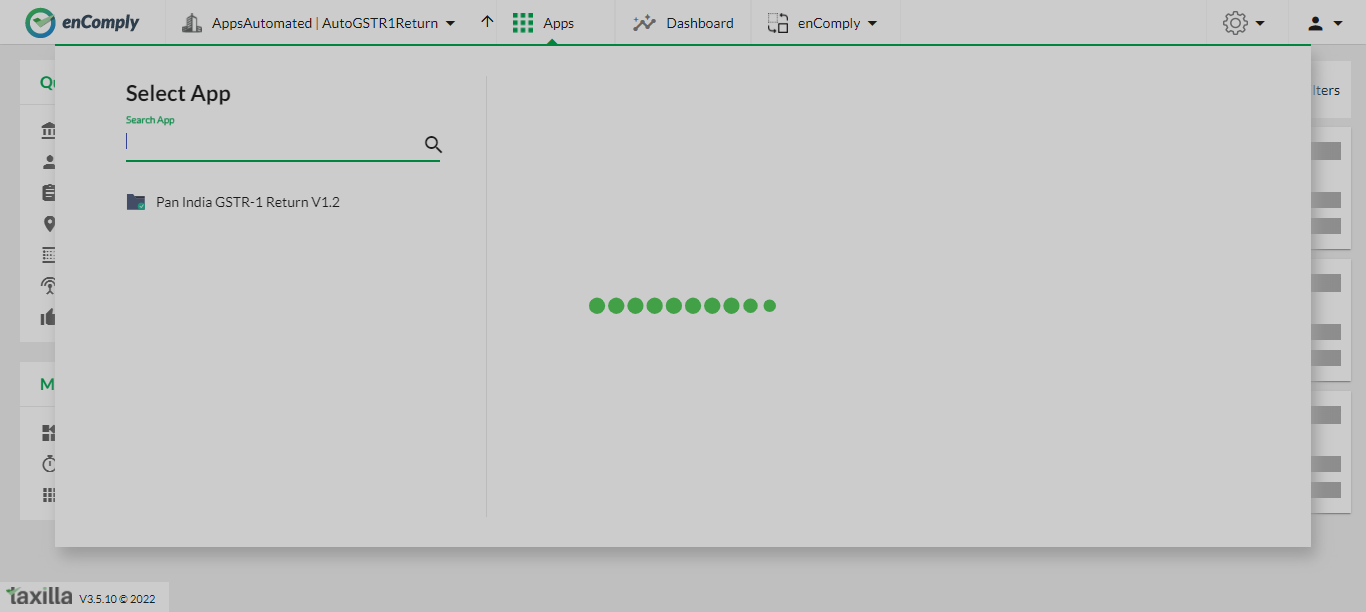 enComply
AppsAutomated | AutoGSTR1Return
Apps
Dashboard
enComply
Select App
Search App
Pan India GSTR-1 Return V1.2
Qu
lters
M
taxilla V3.5.10 © 2022